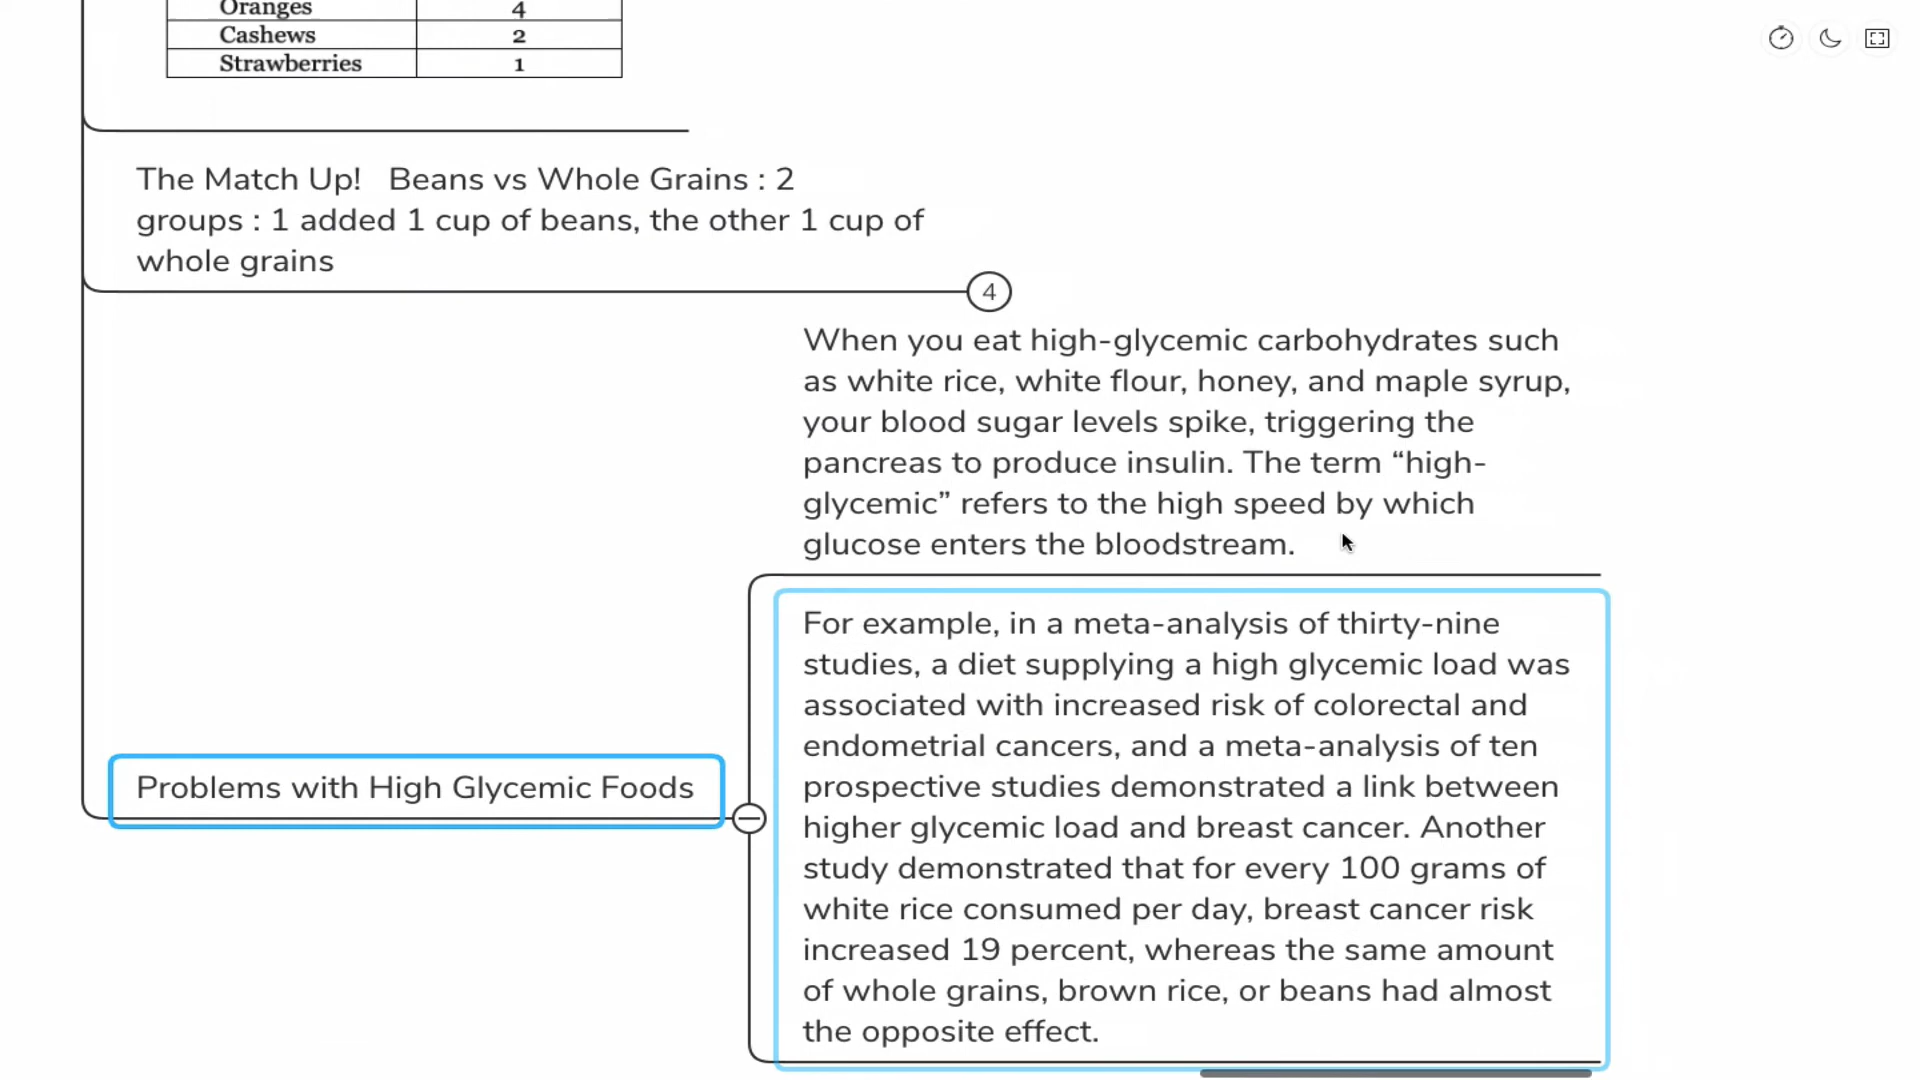 Oranges 4
Cashews 2
Strawberries 1
The Match Up!   Beans vs Whole Grains : 2
groups : 1 added 1 cup of beans, the other 1 cup of
whole grains
4
When you eat high-glycemic carbohydrates such
as white rice, white flour, honey, and maple syrup,
your blood sugar levels spike, triggering the
pancreas to produce insulin. The term “high-
glycemic” refers to the high speed by which
glucose enters the bloodstream.
Problems with High Glycemic Foods
For example, in a meta-analysis of thirty-nine
studies, a diet supplying a high glycemic load was
associated with increased risk of colorectal and
endometrial cancers, and a meta-analysis of ten
prospective studies demonstrated a link between
higher glycemic load and breast cancer. Another
study demonstrated that for every 100 grams of
white rice consumed per day, breast cancer risk
increased 19 percent, whereas the same amount
of whole grains, brown rice, or beans had almost
the opposite effect.